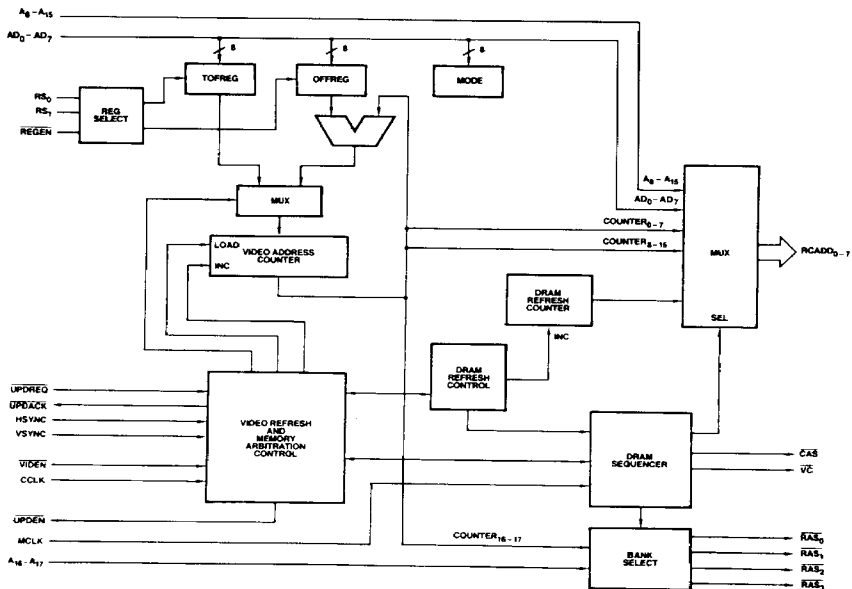 A8–A15
AD0–AD7
8
8
8
TOFREG
OFFREG
MODE
RS0
RS1
REGEN
REG
SELECT
MUX
A8–A15
AD0–AD7
COUNTER0–7
COUNTER8–15
MUX
SEL
RCADD0–7
LOAD
VIDEO ADDRESS
COUNTER
INC
DRAM
REFRESH
COUNTER
INC
DRAM
REFRESH
CONTROL
UPDREQ
UPDACK
HSYNC
VSYNC
VIDEN
CCLK
UPDEN
MCLK
A16–A17
VIDEO REFRESH
AND
MEMORY
ARBITRATION
CONTROL
DRAM
SEQUENCER
CAS
VC
COUNTER16–17
BANK
SELECT
RAS0
RAS1
RAS2
RAS3